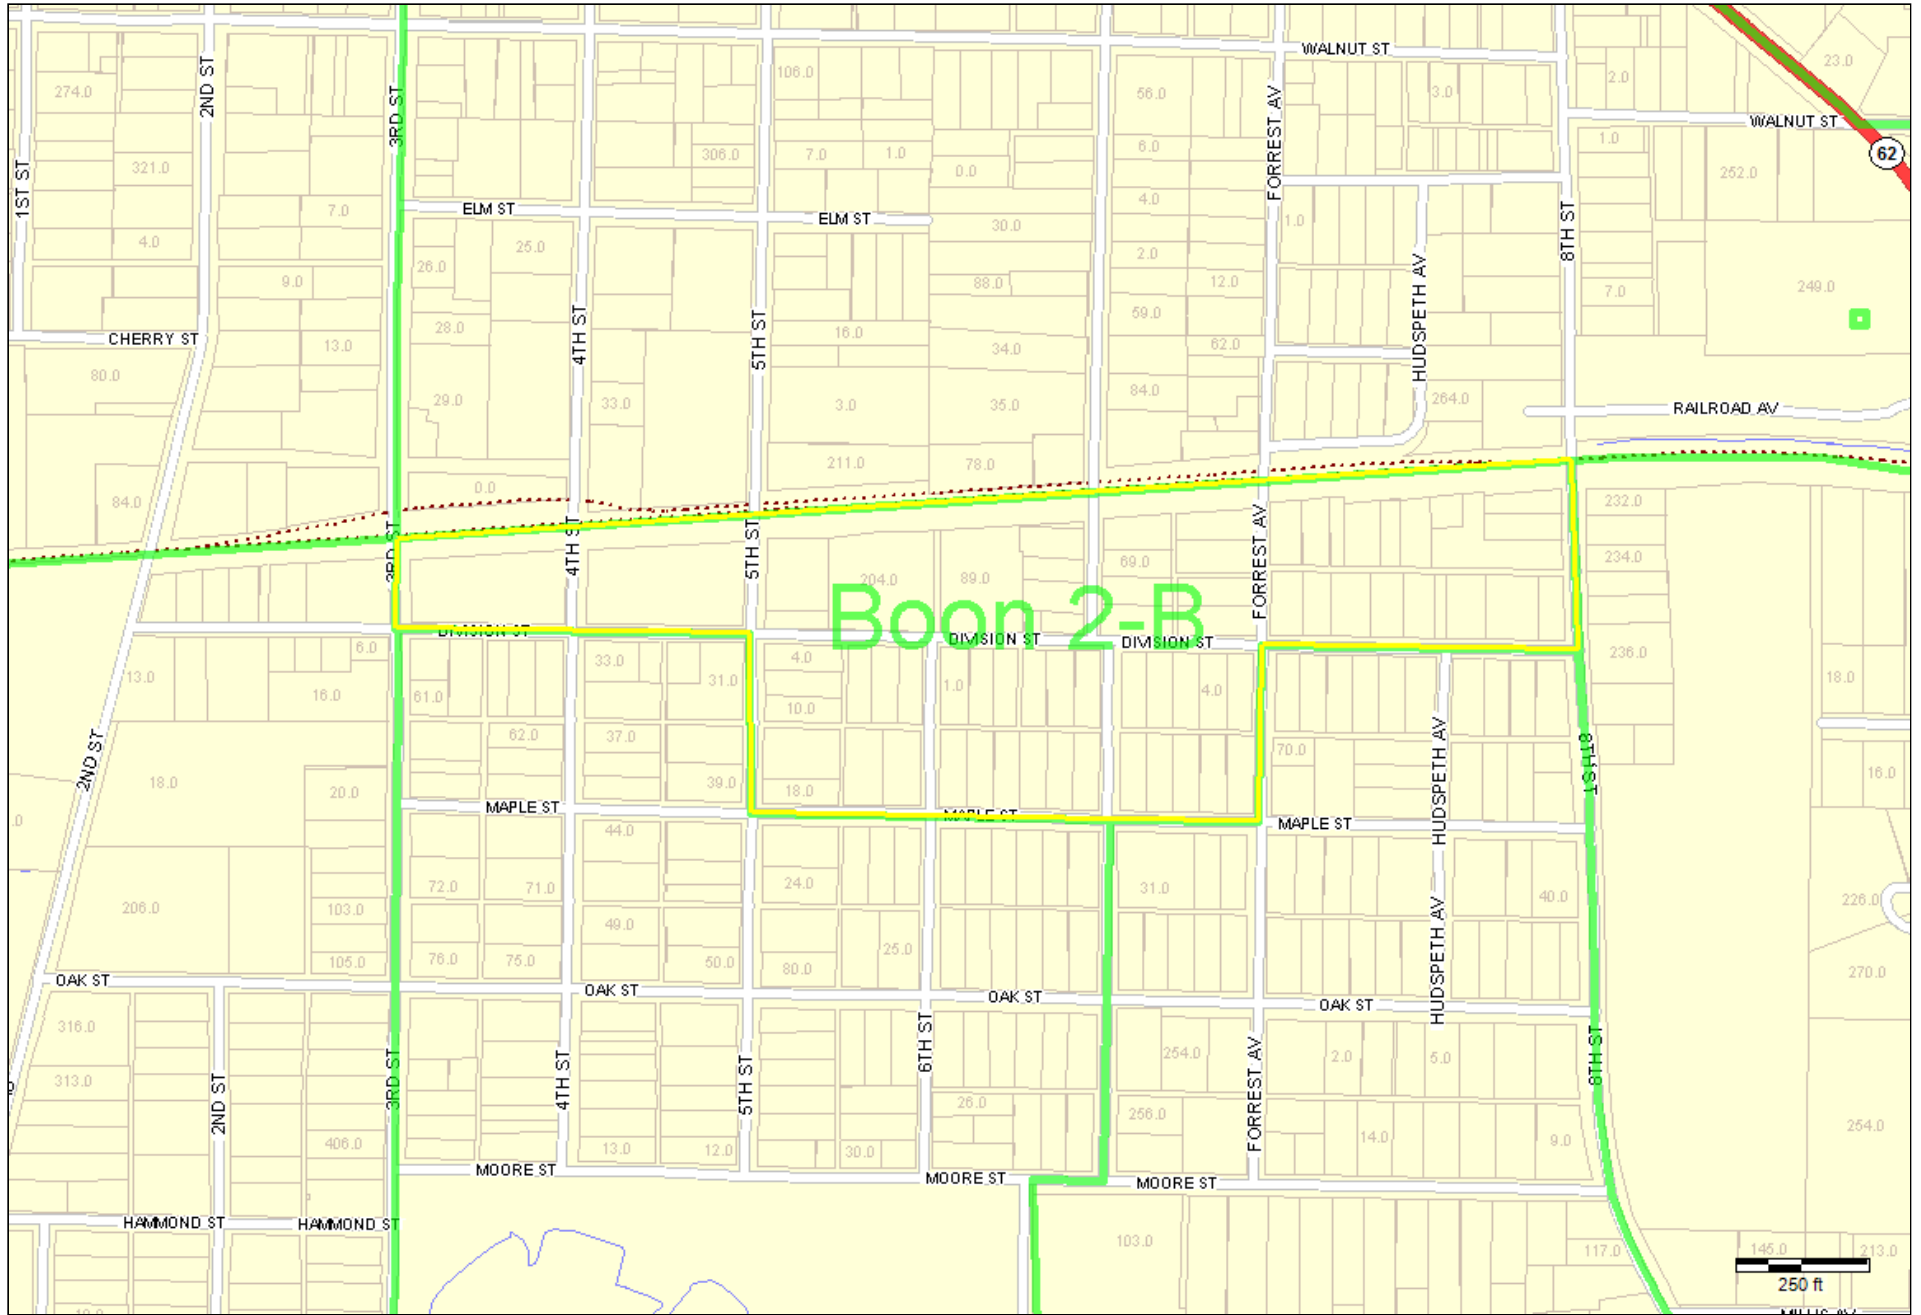 WALNUT ST
23.0
2ND ST
3RD ST
106.0
FORREST AV
2.0
274.0
56.0
3.0
WALNUT ST
1.0
62
6.0
306.0
7.0
1.0
0.0
252.0
321.0
1ST ST
4.0
7.0
ELM ST
ELM ST
1.0
8TH ST
4.0
25.0
30.0
26.0
2.0
9.0
88.0
12.0
HUDSPETH AV
7.0
249.0
4TH ST
5TH ST
59.0
28.0
16.0
CHERRY ST
13.0
34.0
62.0
80.0
84.0
29.0
33.0
3.0
35.0
264.0
RAILROAD AV
211.0
78.0
0.0
84.0
232.0
3RD ST
4TH ST
5TH ST
FORREST AV
69.0
234.0
204.0
89.0
Boon 2-B
DIVISION ST
DIVISION ST
DIVISION ST
6.0
33.0
4.0
236.0
13.0
16.0
61.0
31.0
1.0
4.0
18.0
10.0
62.0
37.0
70.0
HUDSPETH AV
8TH ST
2ND ST
18.0
20.0
39.0
18.0
16.0
MAPLE ST
MAPLE ST
MAPLE ST
.0
44.0
72.0
71.0
24.0
31.0
40.0
226.0
206.0
103.0
49.0
25.0
HUDSPETH AV
105.0
76.0
75.0
50.0
80.0
270.0
OAK ST
OAK ST
OAK ST
OAK ST
316.0
254.0
2.0
5.0
6TH ST
8TH ST
313.0
2ND ST
3RD ST
4TH ST
5TH ST
FORREST AV
26.0
256.0
406.0
13.0
12.0
30.0
14.0
9.0
254.0
MOORE ST
MOORE ST
MOORE ST
HAMMOND ST
HAMMOND ST
103.0
117.0
145.0
213.0
250 ft